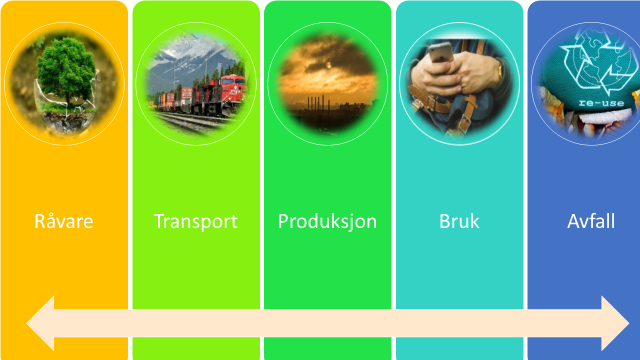 re-use
Råvare
Transport
Produksjon
Bruk
Avfall